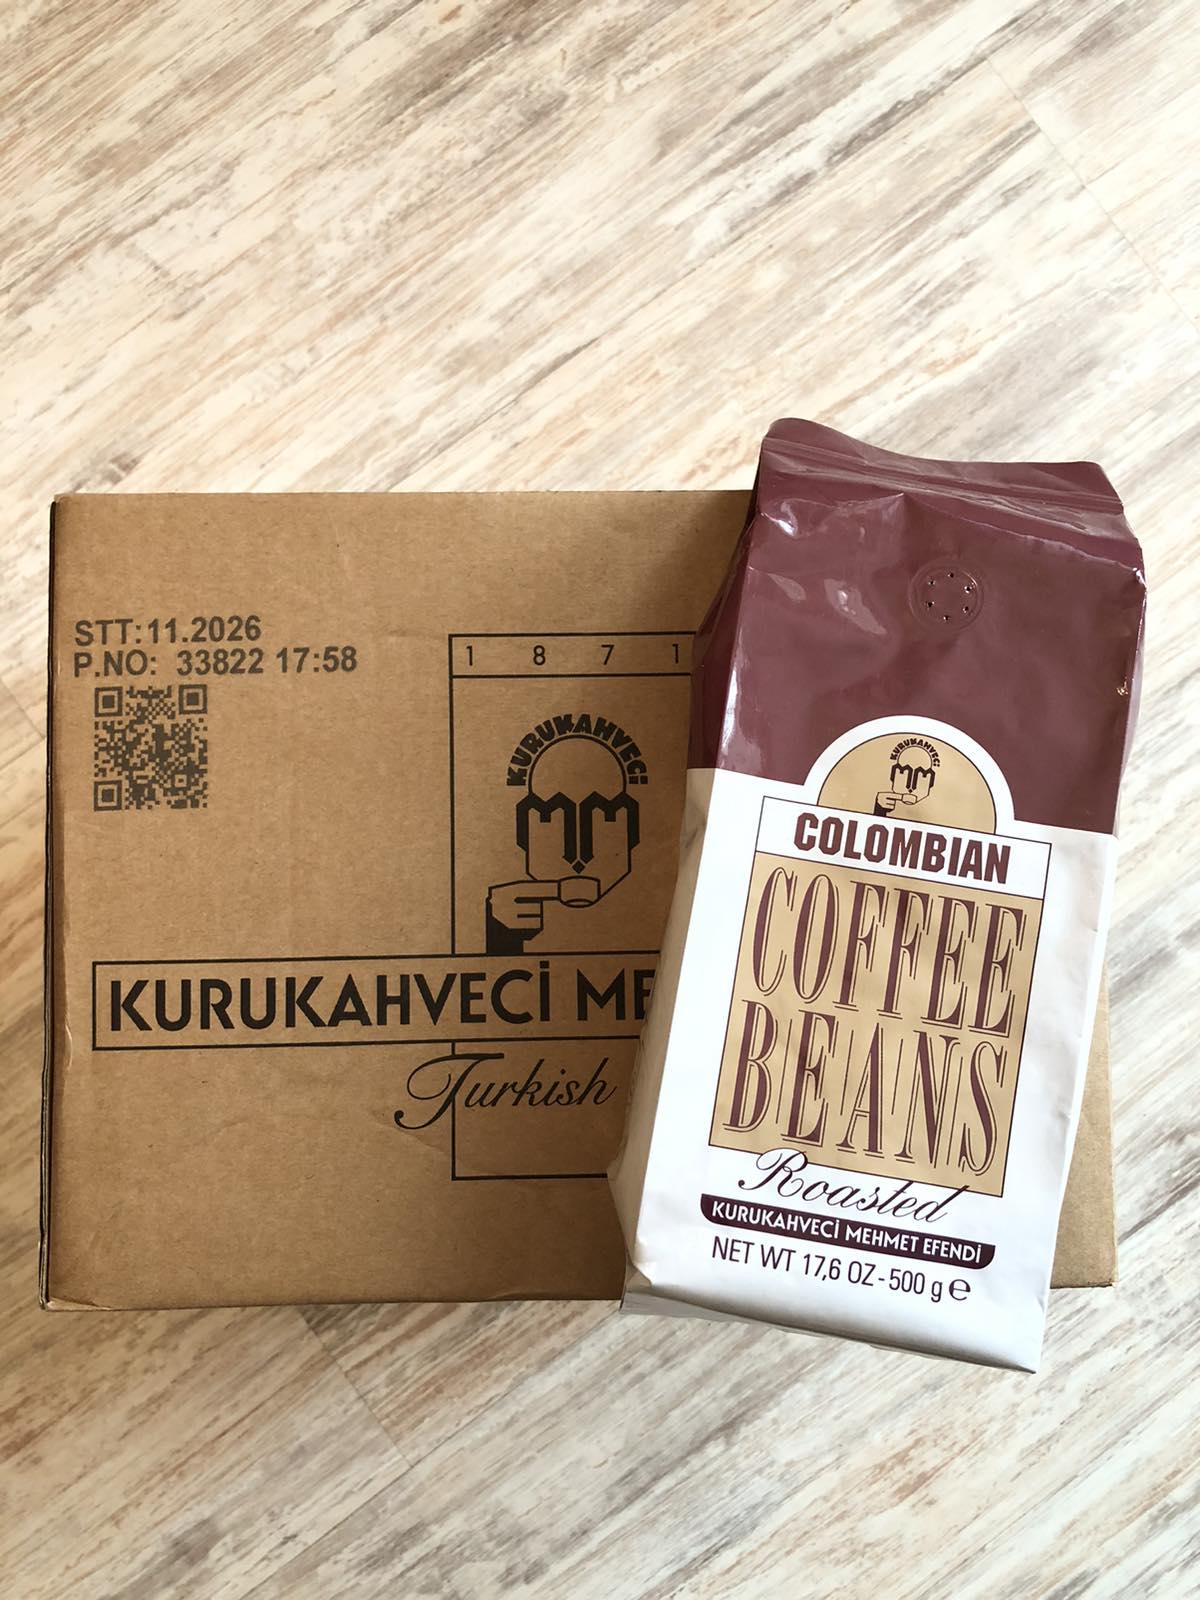 STT:11.2026
P.NO: 33822 17:58
1 8 7 1
KURUKAHVECİ
KURUKAHVECİ
Turkish
KURUKAHVECİ
COLOMBIAN
COFFEE
BEANS
Roasted
KURUKAHVECİ MEHMET EFENDİ
NET WT 17,6 OZ - 500 g e